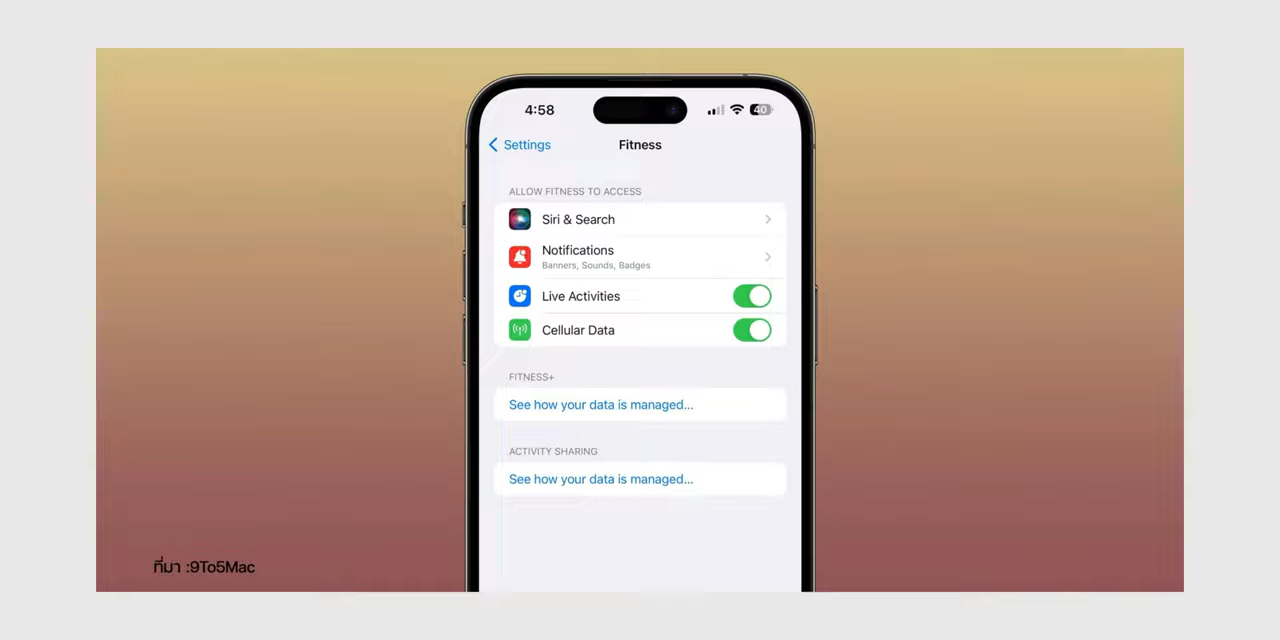 4:58
40
Settings
Fitness
ALLOW FITNESS TO ACCESS
Siri & Search
Notifications
Banners, Sounds, Badges
Live Activities
Cellular Data
FITNESS+
See how your data is managed...
ACTIVITY SHARING
See how your data is managed...
ที่มา :9To5Mac